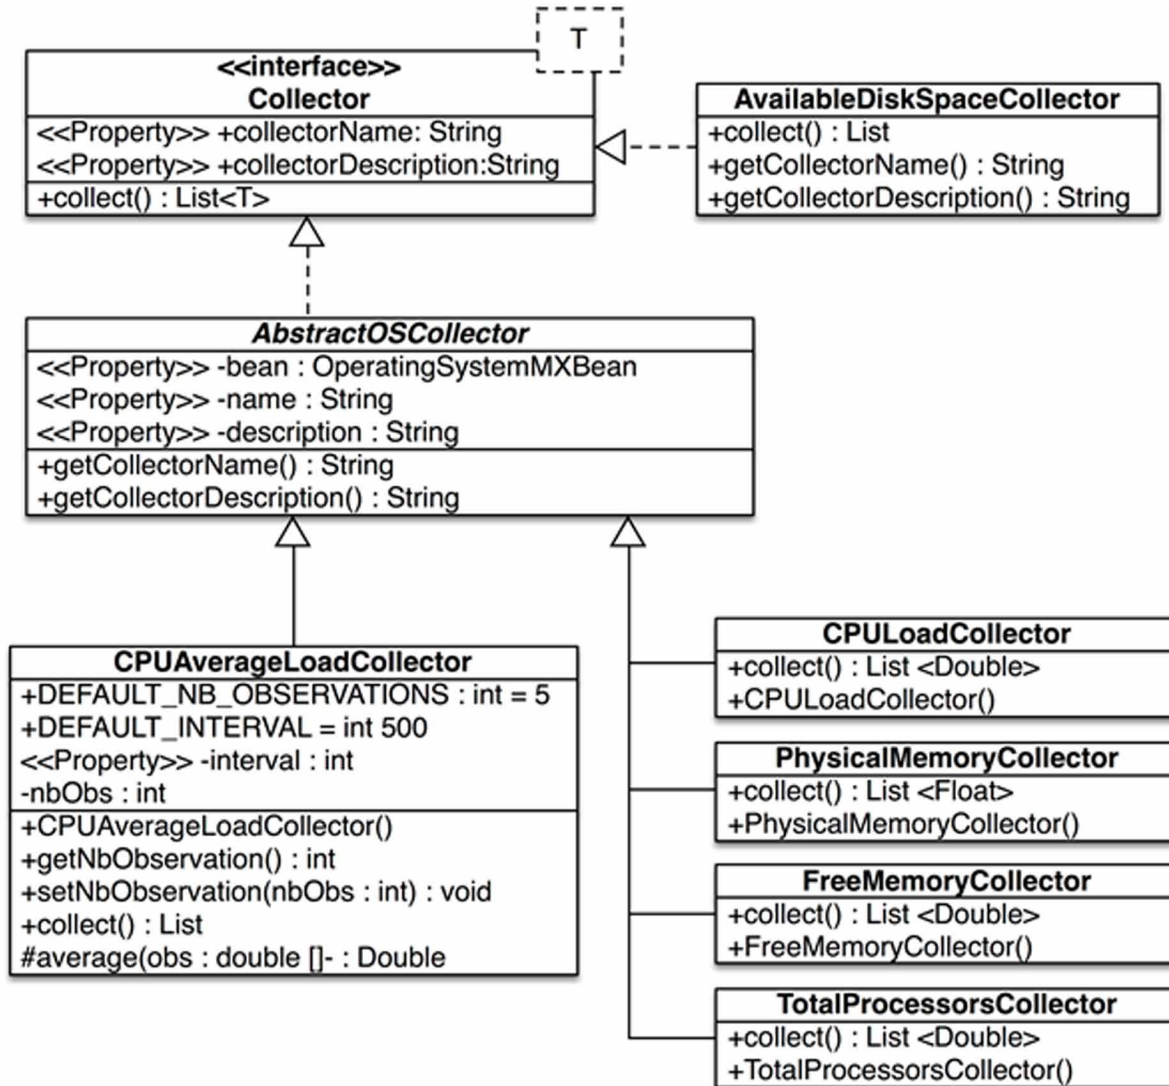 T
<<interface>>
Collector
<<Property>> +collectorName: String
<<Property>> +collectorDescription:String
+collect() : List<T>
AvailableDiskSpaceCollector
+collect() : List
+getCollectorName() : String
+getCollectorDescription() : String
AbstractOSCollector
<<Property>> -bean : OperatingSystemMXBean
<<Property>> -name : String
<<Property>> -description : String
+getCollectorName() : String
+getCollectorDescription() : String
CPUAverageLoadCollector
+DEFAULT_NB_OBSERVATIONS : int = 5
+DEFAULT_INTERVAL = int 500
<<Property>> -interval : int
-nbObs : int
+CPUAverageLoadCollector()
+getNbObservation() : int
+setNbObservation(nbObs : int) : void
+collect() : List
#average(obs : double []- : Double
CPULoadCollector
+collect() : List <Double>
+CPULoadCollector()
PhysicalMemoryCollector
+collect() : List <Float>
+PhysicalMemoryCollector()
FreeMemoryCollector
+collect() : List <Double>
+FreeMemoryCollector()
TotalProcessorsCollector
+collect() : List <Double>
+TotalProcessorsCollector()